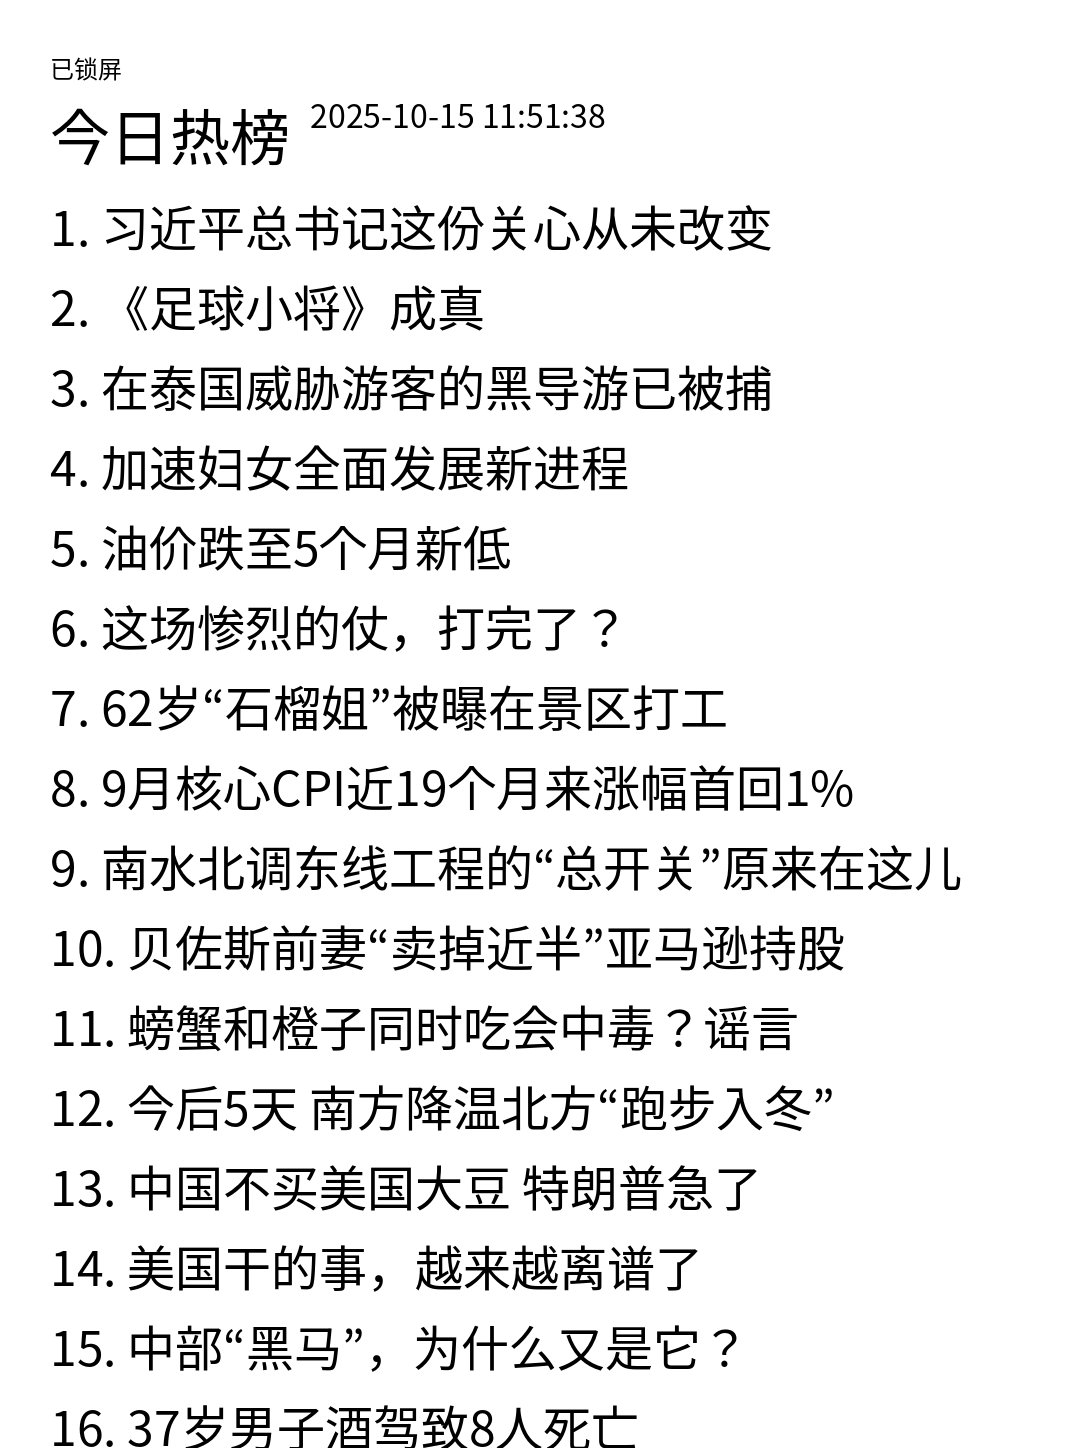 已锁屏
今日热榜 2025-10-15 11:51:38
1. 习近平总书记这份关心从未改变
2. 《足球小将》成真
3. 在泰国威胁游客的黑导游已被捕
4. 加速妇女全面发展新进程
5. 油价跌至5个月新低
6. 这场惨烈的仗，打完了？
7. 62岁“石榴姐”被曝在景区打工
8. 9月核心CPI近19个月来涨幅首回1%
9. 南水北调东线工程的“总开关”原来在这儿
10. 贝佐斯前妻“卖掉近半”亚马逊持股
11. 螃蟹和橙子同时吃会中毒？谣言
12. 今后5天 南方降温北方“跑步入冬”
13. 中国不买美国大豆 特朗普急了
14. 美国干的事，越来越离谱了
15. 中部“黑马”，为什么又是它？
16. 37岁男子酒驾致8人死亡